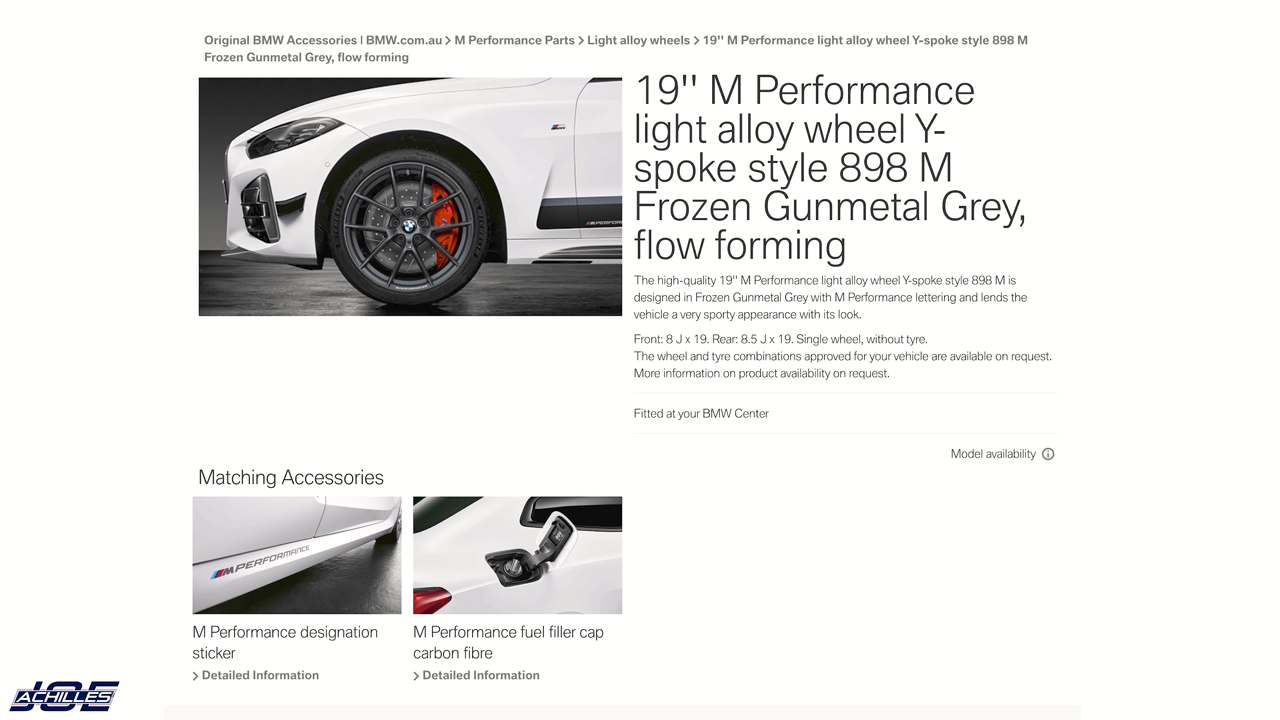 Original BMW Accessories | BMW.com.au > M Performance Parts > Light alloy wheels > 19'' M Performance light alloy wheel Y-spoke style 898 M
Frozen Gunmetal Grey, flow forming
19'' M Performance
light alloy wheel Y-
spoke style 898 M
Frozen Gunmetal Grey,
flow forming
The high-quality 19'' M Performance light alloy wheel Y-spoke style 898 M is
designed in Frozen Gunmetal Grey with M Performance lettering and lends the
vehicle a very sporty appearance with its look.
Front: 8 J x 19. Rear: 8.5 J x 19. Single wheel, without tyre.
The wheel and tyre combinations approved for your vehicle are available on request.
More information on product availability on request.
Fitted at your BMW Center
Model availability
Matching Accessories
M PERFORMANCE
M Performance designation
sticker
> Detailed Information
M Performance fuel filler cap
carbon fibre
> Detailed Information
JOE
ACHILLES